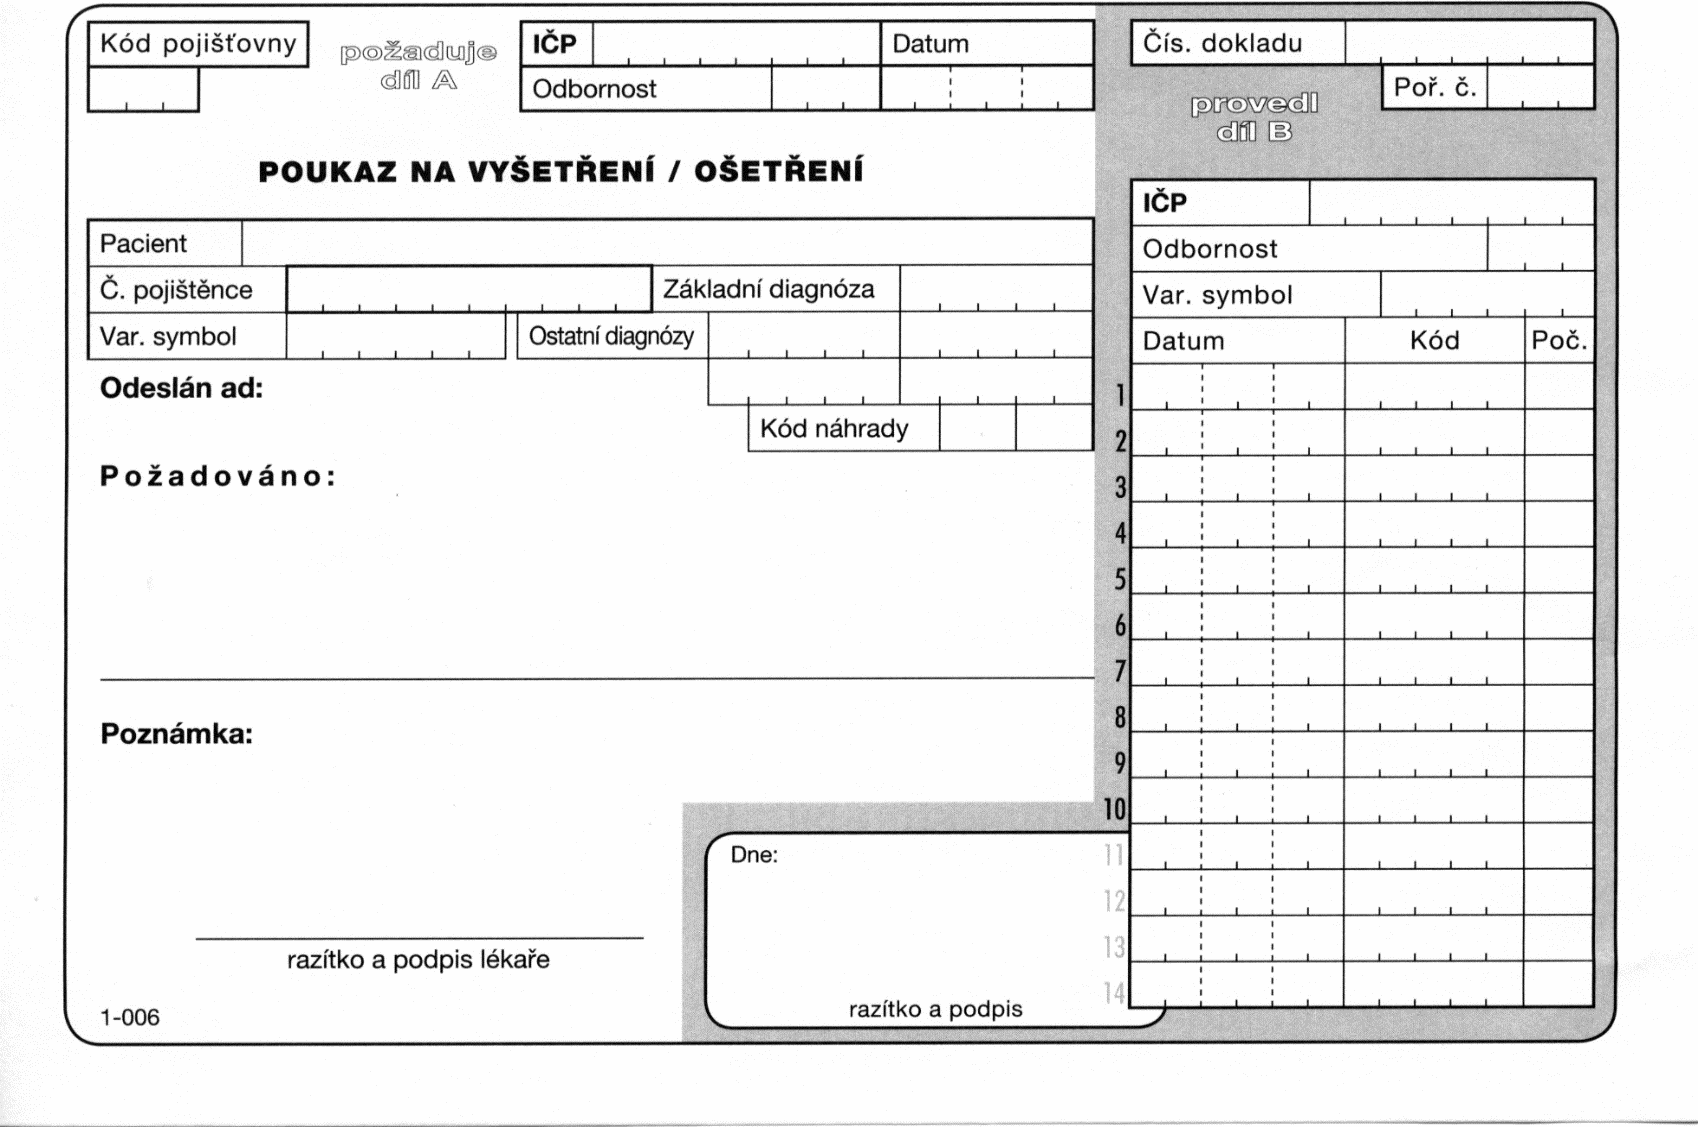 Kód pojišťovny
požaduje
díl A
IČP
Datum
Odbornost
Čís. dokladu
Poř. č.
provedl
díl B
POUKAZ NA VYŠETŘENÍ / OŠETŘENÍ
Pacient
Č. pojištěnce
Základní diagnóza
Var. symbol
Ostatní diagnózy
Odeslán ad:
Kód náhrady
Požadováno:
Poznámka:
razítko a podpis lékaře
1-006
Dne:
razítko a podpis
IČP
Odbornost
Var. symbol
Datum Kód Poč.
1
2
3
4
5
6
7
8
9
10
11
12
13
14